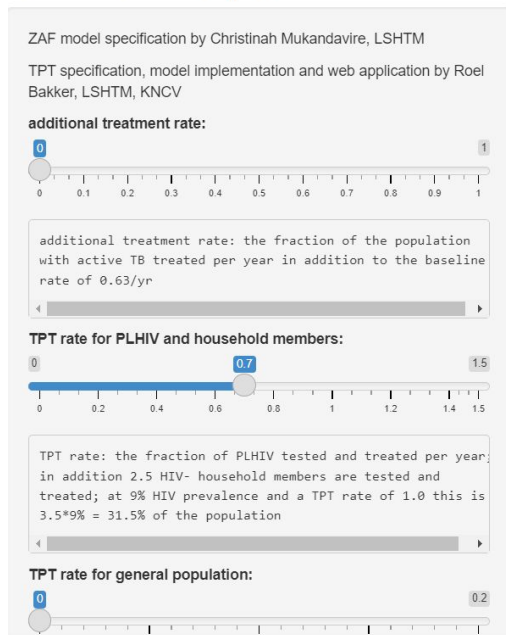 ZAF model specification by Christinah Mukandavire, LSHTM
TPT specification, model implementation and web application by Roel
Bakker, LSHTM, KNCV
additional treatment rate:
0 1
0 0.1 0.2 0.3 0.4 0.5 0.6 0.7 0.8 0.9 1
additional treatment rate: the fraction of the population
with active TB treated per year in addition to the baseline
rate of 0.63/yr
TPT rate for PLHIV and household members:
0 0.7 1.5
0 0.2 0.4 0.6 0.8 1 1.2 1.4 1.5
TPT rate: the fraction of PLHIV tested and treated per year;
in addition 2.5 HIV- household members are tested and
treated; at 9% HIV prevalence and a TPT rate of 1.0 this is
3.5*9% = 31.5% of the population
TPT rate for general population:
0 0.2